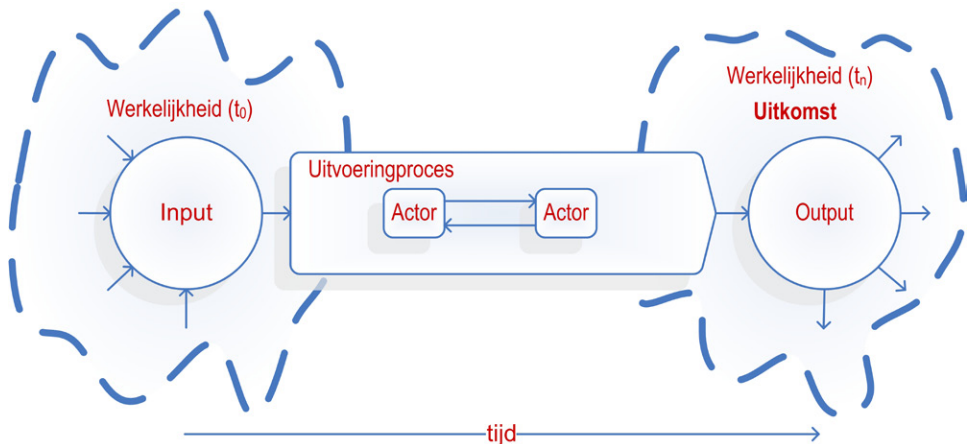 Werkelijkheid (t₀)
Input
Uitvoeringproces
Actor
Actor
Werkelijkheid (tₙ)
Uitkomst
Output
tijd